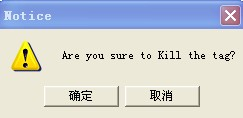 Notice
Are you sure to Kill the tag?
确定 取消